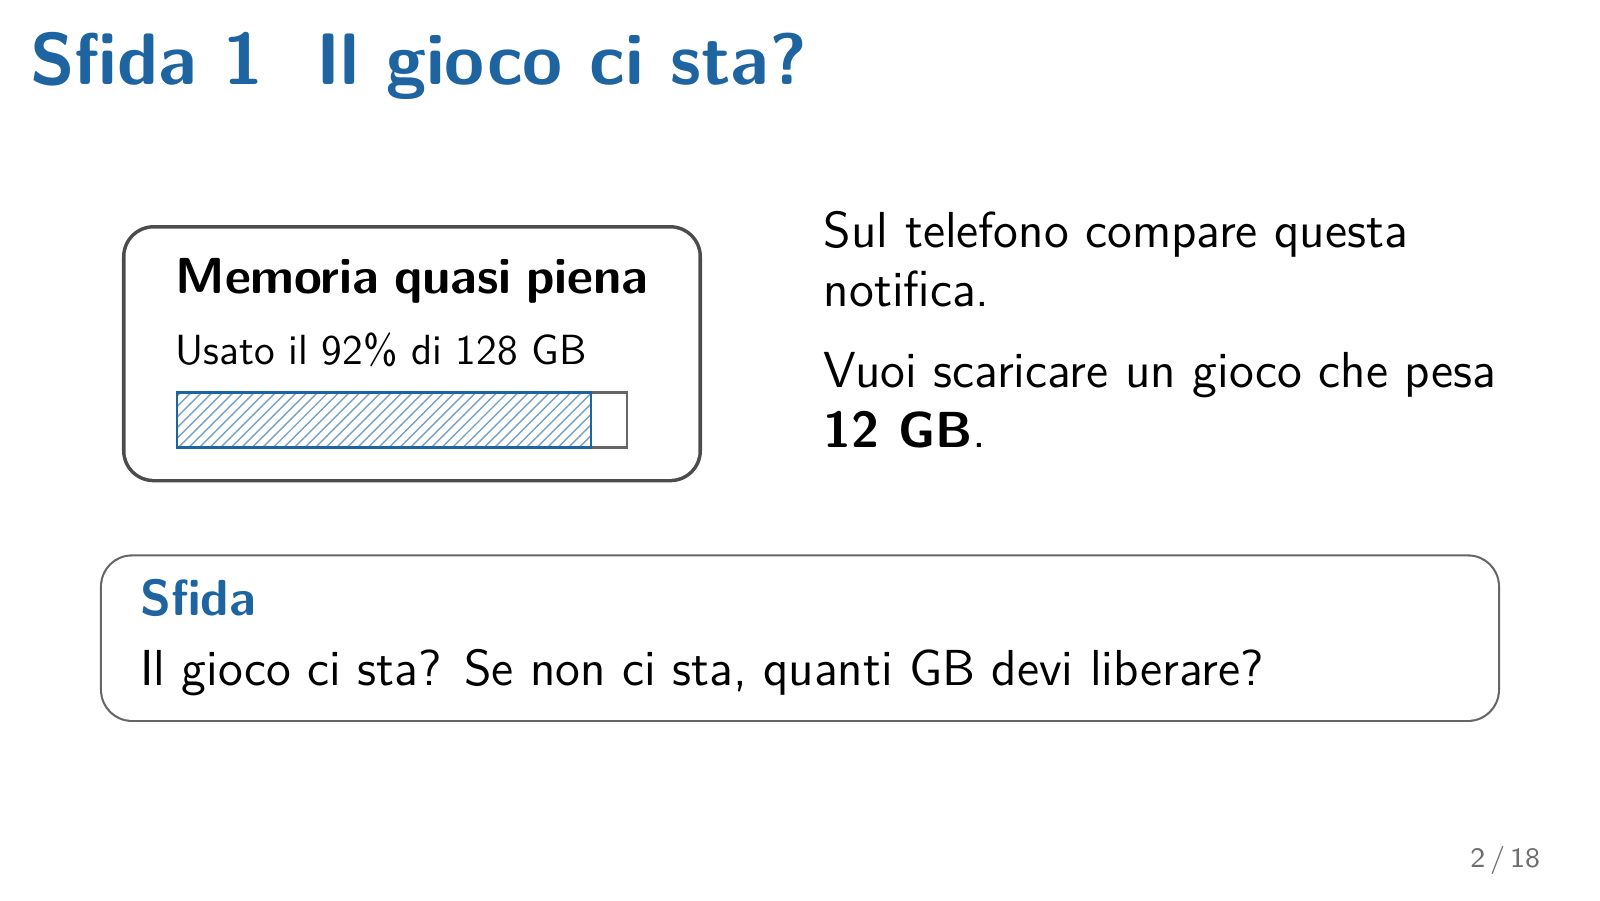 Sfida 1 Il gioco ci sta?
Memoria quasi piena
Usato il 92% di 128 GB
Sul telefono compare questa
notifica.
Vuoi scaricare un gioco che pesa
12 GB.
Sfida
Il gioco ci sta? Se non ci sta, quanti GB devi liberare?
2 / 18